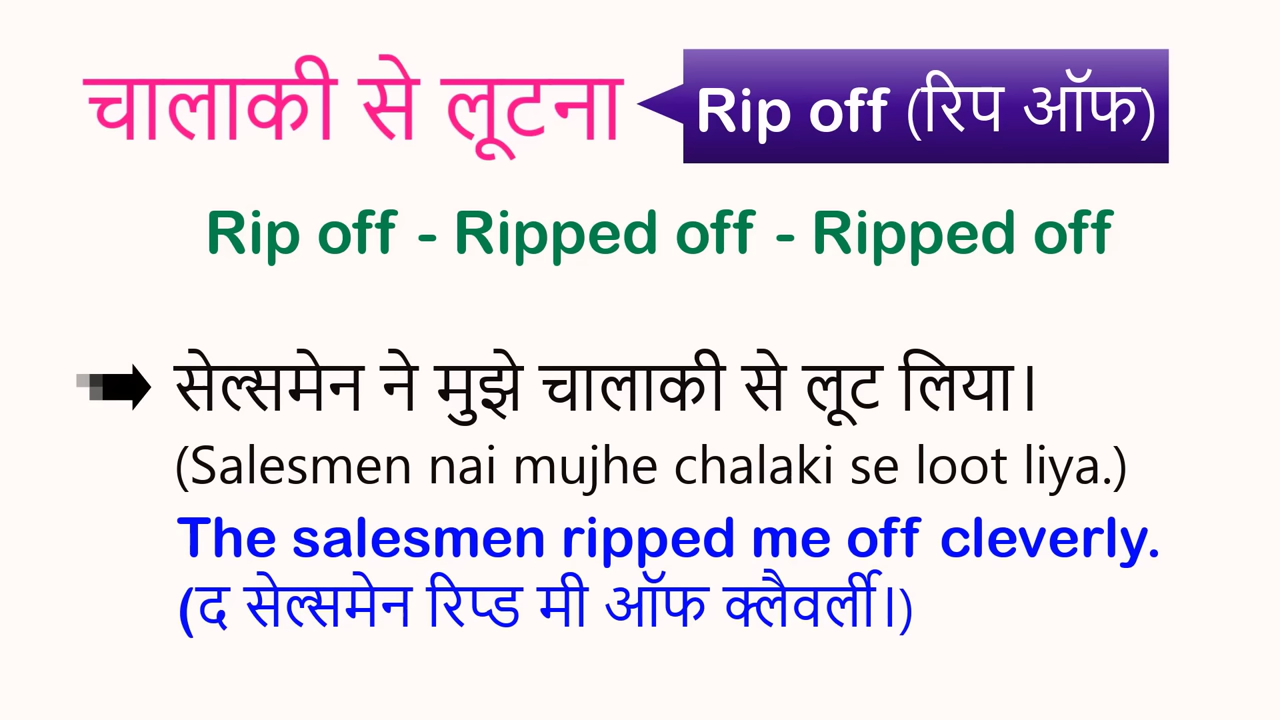 चालाकी से लूटना Rip off (रिप ऑफ)
Rip off - Ripped off - Ripped off
सेल्समेन ने मुझे चालाकी से लूट लिया।
(Salesmen nai mujhe chalaki se loot liya.)
The salesmen ripped me off cleverly.
(द सेल्समेन रिप्ड मी ऑफ क्लैवर्ली।)